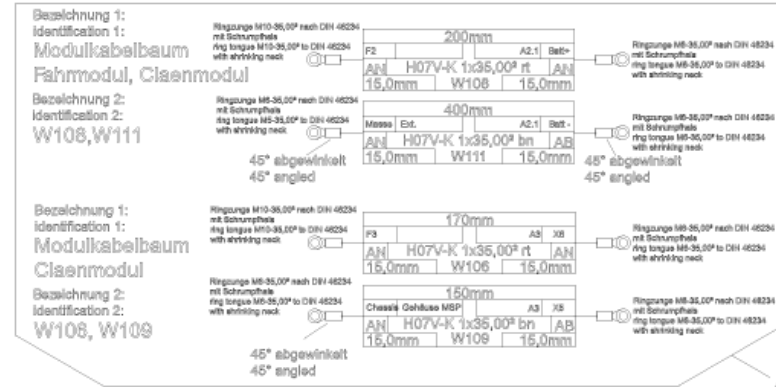 Bezeichnung 1:
Identification 1:
Modulkabelbaum
Fahrmodul, Claenmodul
Bezeichnung 2:
Identification 2:
W108,W111
Ringzunge M10-35,00² nach DIN 46234
mit Schrumpfhals
ring tongue M10-35,00² to DIN 46234
with shrinking neck
200mm
F2 A2.1 Batt+
AN H07V-K 1x35,00² rt AN
15,0mm W108 15,0mm
Ringzunge M8-35,00² nach DIN 46234
mit Schrumpfhals
ring tongue M8-35,00² to DIN 46234
with shrinking neck
Ringzunge M6-35,00² nach DIN 46234
mit Schrumpfhals
ring tongue M5-35,00² to DIN 46234
with shrinking neck
45° abgewinkelt
45° angled
400mm
Masse Ext. A2.1 Batt -
AN H07V-K 1x35,00² bn AB
15,0mm W111 15,0mm
Ringzunge M8-35,00² nach DIN 46234
mit Schrumpfhals
ring tongue M8-35,00² to DIN 46234
with shrinking neck
45° abgewinkelt
45° angled
Bezeichnung 1:
Identification 1:
Modulkabelbaum
Claenmodul
Bezeichnung 2:
Identification 2:
W106, W109
Ringzunge M10-35,00² nach DIN 46234
mit Schrumpfhals
ring tongue M10-35,00² to DIN 46234
with shrinking neck
170mm
F3 A3 X6
AN H07V-K 1x35,00² rt AN
15,0mm W106 15,0mm
Ringzunge M8-35,00² nach DIN 46234
mit Schrumpfhals
ring tongue M8-35,00² to DIN 46234
with shrinking neck
Ringzunge M6-35,00² nach DIN 46234
mit Schrumpfhals
ring tongue M6-35,00² to DIN 46234
with shrinking neck
45° abgewinkelt
45° angled
150mm
Chassis Gehäuse MSP A3 X5
AN H07V-K 1x35,00² bn AB
15,0mm W109 15,0mm
Ringzunge M8-35,00² nach DIN 46234
mit Schrumpfhals
ring tongue M8-35,00² to DIN 46234
with shrinking neck